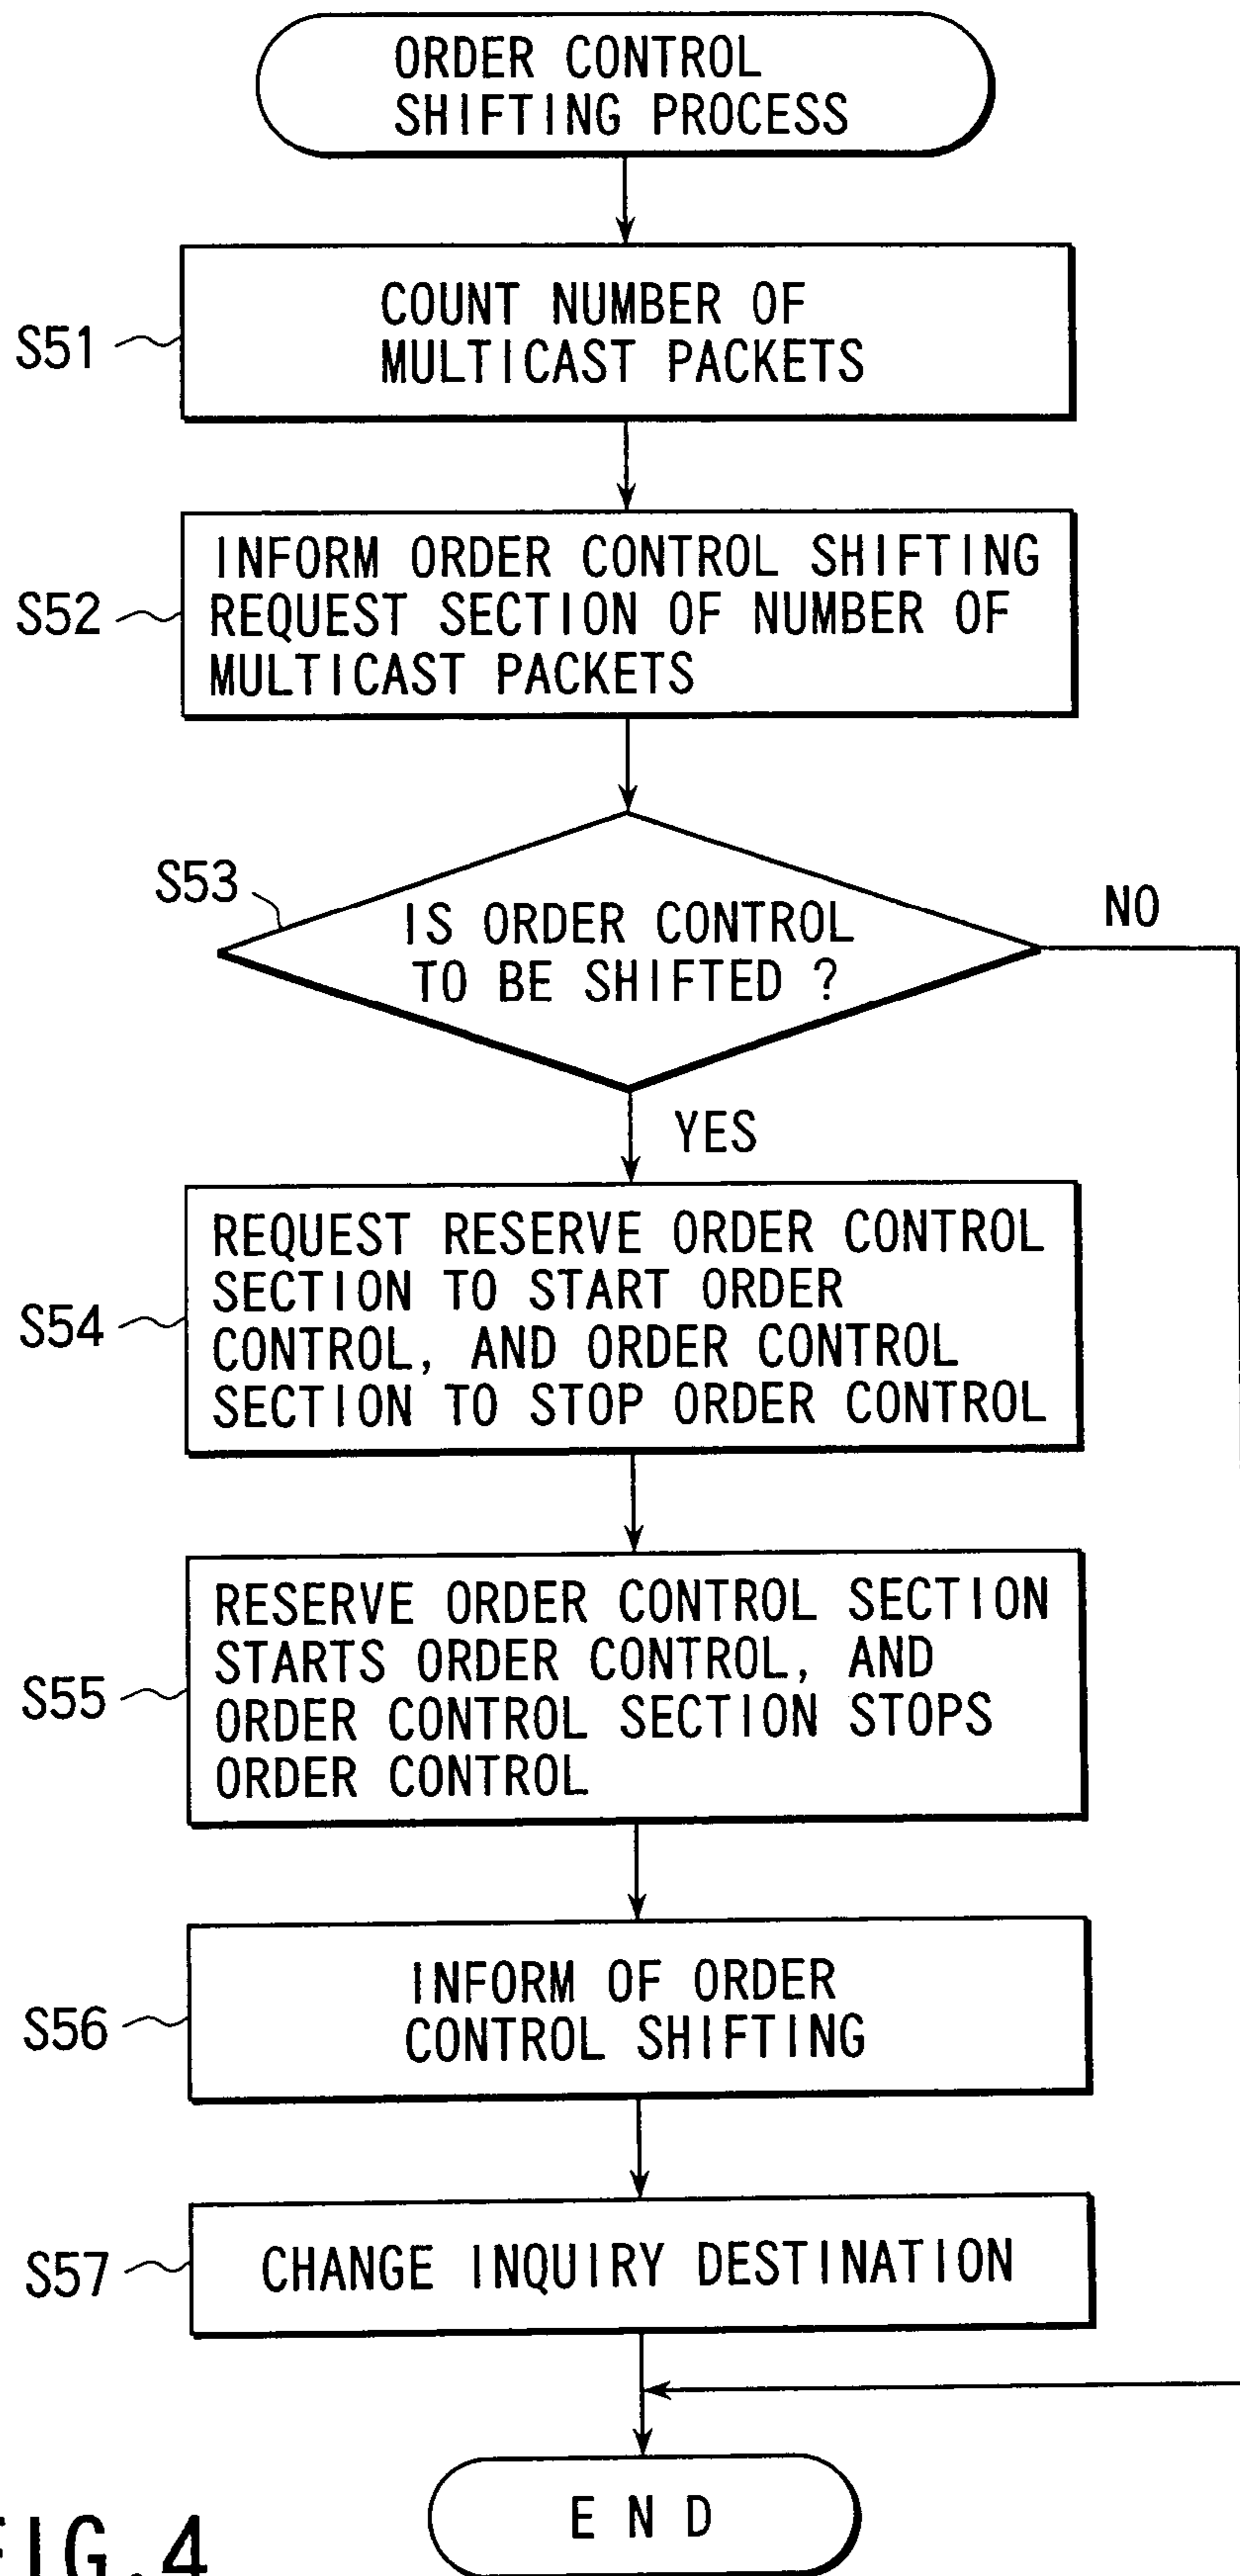 ORDER CONTROL
SHIFTING PROCESS
S51
COUNT NUMBER OF
MULTICAST PACKETS
S52
INFORM ORDER CONTROL SHIFTING
REQUEST SECTION OF NUMBER OF
MULTICAST PACKETS
S53
IS ORDER CONTROL
TO BE SHIFTED ?
NO
YES
S54
REQUEST RESERVE ORDER CONTROL
SECTION TO START ORDER
CONTROL, AND ORDER CONTROL
SECTION TO STOP ORDER CONTROL
S55
RESERVE ORDER CONTROL SECTION
STARTS ORDER CONTROL, AND
ORDER CONTROL SECTION STOPS
ORDER CONTROL
S56
INFORM OF ORDER
CONTROL SHIFTING
S57
CHANGE INQUIRY DESTINATION
END
FIG.4